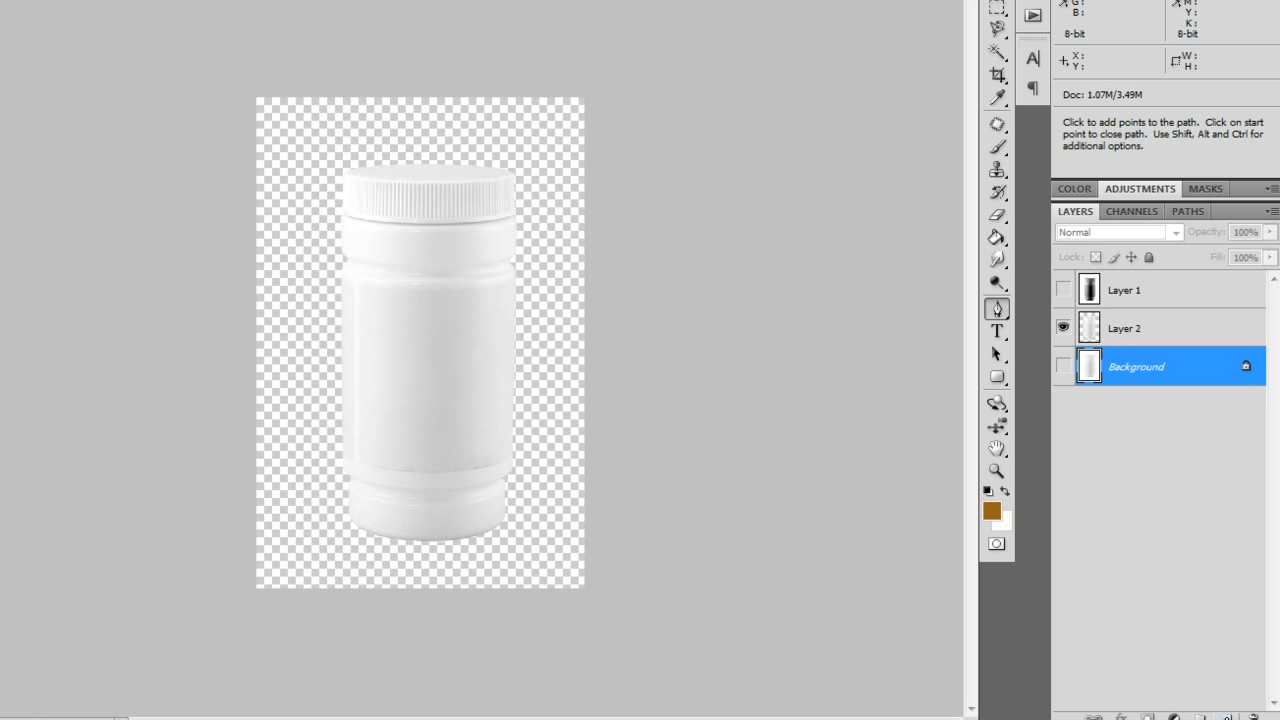 G:
B:
M:
Y:
K:
8-bit
8-bit
X:
Y:
W:
H:
Doc: 1.07M/3.49M
Click to add points to the path. Click on start
point to close path. Use Shift, Alt and Ctrl for
additional options.
COLOR ADJUSTMENTS MASKS
LAYERS CHANNELS PATHS
Normal Opacity: 100%
Lock: Fill: 100%
Layer 1
Layer 2
Background